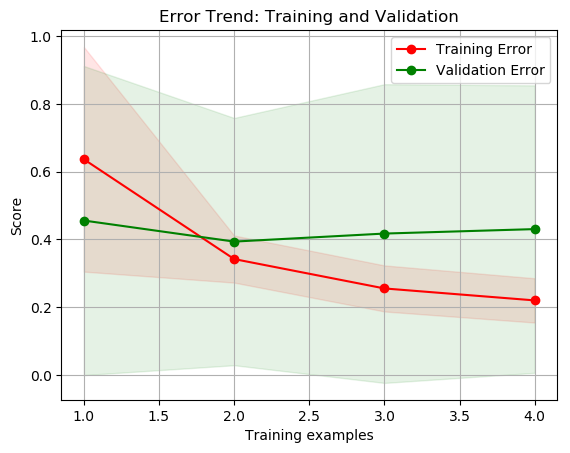 Error Trend: Training and Validation
Training Error
Validation Error
Score
1.0
0.8
0.6
0.4
0.2
0.0
1.0 1.5 2.0 2.5 3.0 3.5 4.0
Training examples